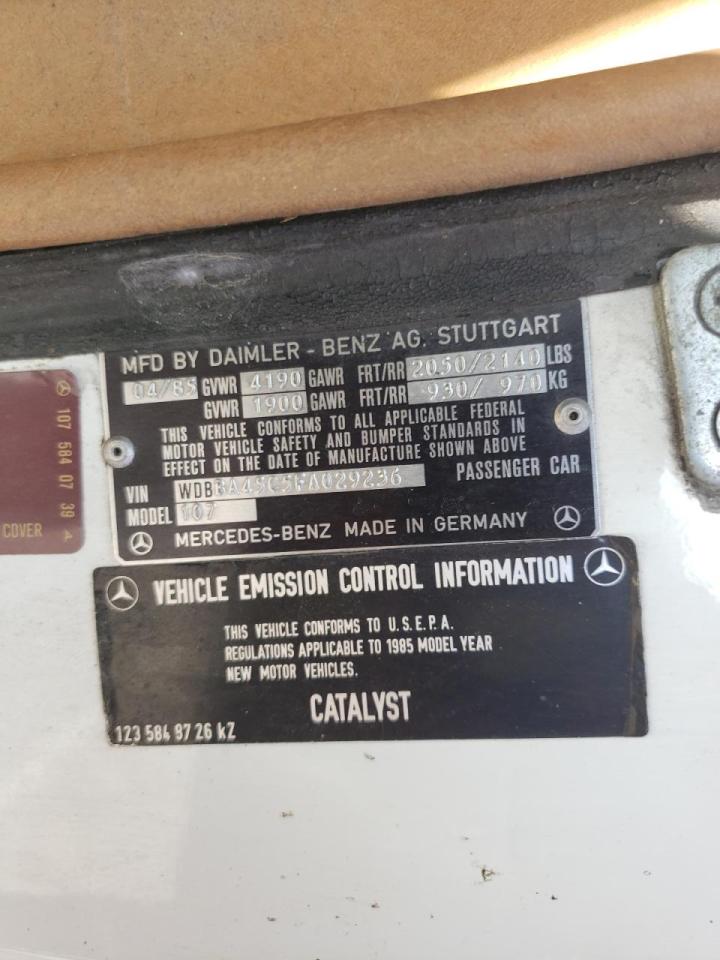 MFD BY DAIMLER - BENZ AG. STUTTGART
04/85 GVWR 4190 GAWR FRT/RR 2050/2140 LBS
GVWR 1900 GAWR FRT/RR 930/ 970 KG
THIS VEHICLE CONFORMS TO ALL APPLICABLE FEDERAL
MOTOR VEHICLE SAFETY AND BUMPER STANDARDS IN
EFFECT ON THE DATE OF MANUFACTURE SHOWN ABOVE
VIN WDBBA45C5FA029236 PASSENGER CAR
MODEL 107
MERCEDES-BENZ MADE IN GERMANY
107 584 07 39 A
COVER
VEHICLE EMISSION CONTROL INFORMATION
THIS VEHICLE CONFORMS TO U.S.E.P.A.
REGULATIONS APPLICABLE TO 1985 MODEL YEAR
NEW MOTOR VEHICLES.
CATALYST
123 584 97 26 kZ